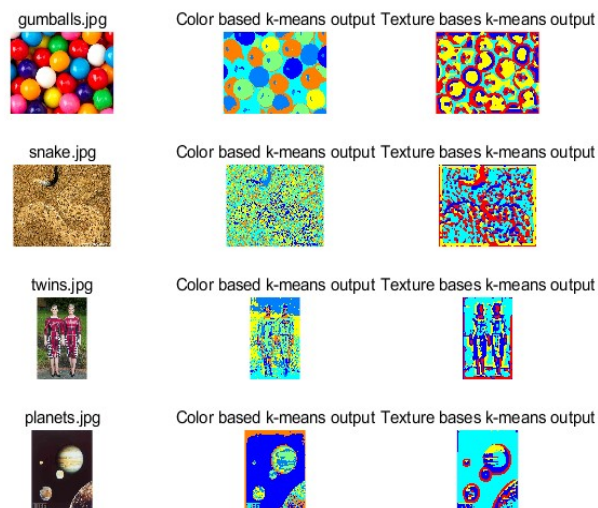 gumballs.jpg Color based k-means output Texture bases k-means output
snake.jpg Color based k-means output Texture bases k-means output
twins.jpg Color based k-means output Texture bases k-means output
planets.jpg Color based k-means output Texture bases k-means output